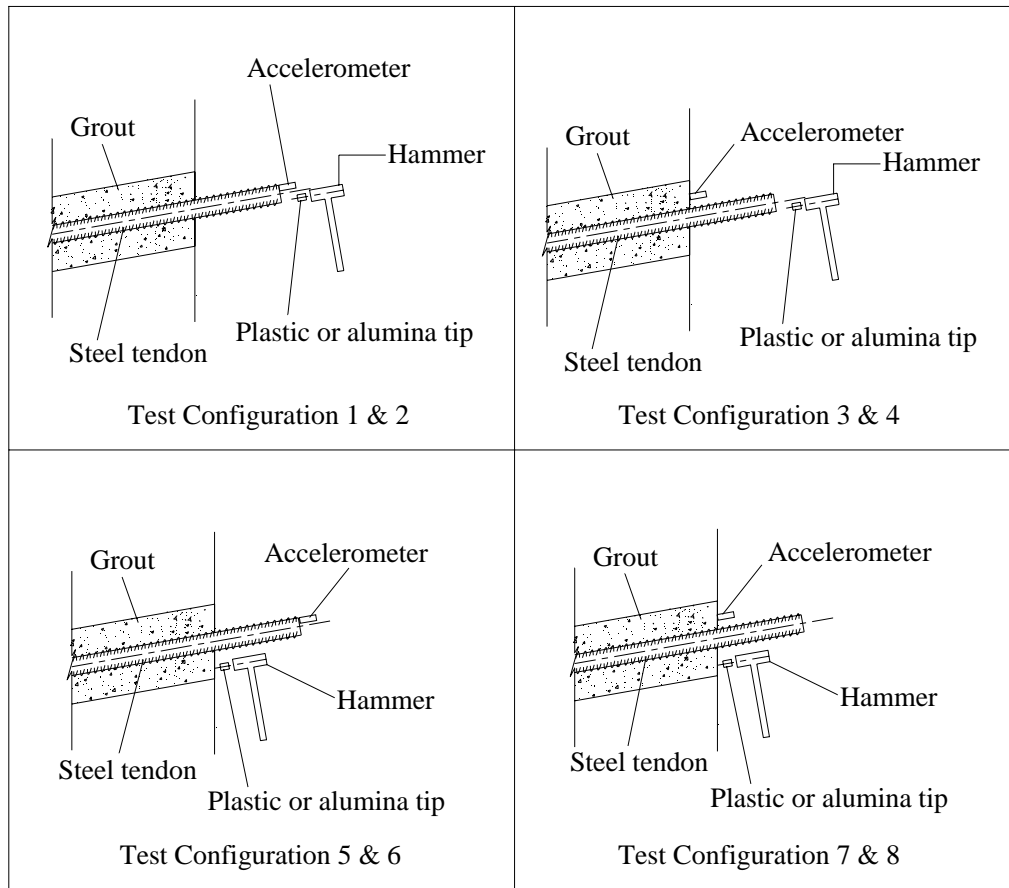 Accelerometer
Grout
Hammer
Plastic or alumina tip
Steel tendon
Test Configuration 1 & 2
Accelerometer
Grout
Hammer
Plastic or alumina tip
Steel tendon
Test Configuration 3 & 4
Accelerometer
Grout
Hammer
Steel tendon
Plastic or alumina tip
Test Configuration 5 & 6
Accelerometer
Grout
Hammer
Steel tendon
Plastic or alumina tip
Test Configuration 7 & 8